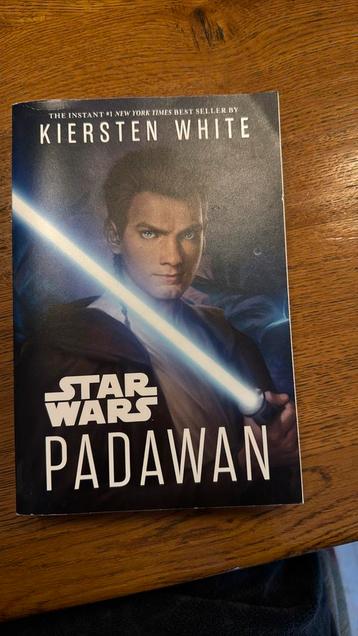 THE INSTANT #1 NEW YORK TIMES BEST SELLER BY
KIERSTEN WHITE
STAR
WARS
PADAWAN